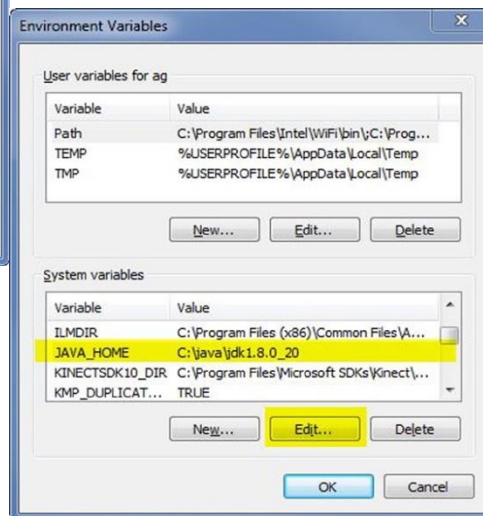 Environment Variables
User variables for ag
Variable Value
Path C:\Program Files\Intel\WiFi\bin\;C:\Prog...
TEMP %USERPROFILE%\AppData\Local\Temp
TMP %USERPROFILE%\AppData\Local\Temp
New... Edit... Delete
System variables
Variable Value
ILMDIR C:\Program Files (x86)\Common Files\A...
JAVA_HOME C:\java\jdk1.8.0_20
KINECTSDK10_DIR C:\Program Files\Microsoft SDKs\Kinect\...
KMP_DUPLICAT... TRUE
New... Edit... Delete
OK Cancel